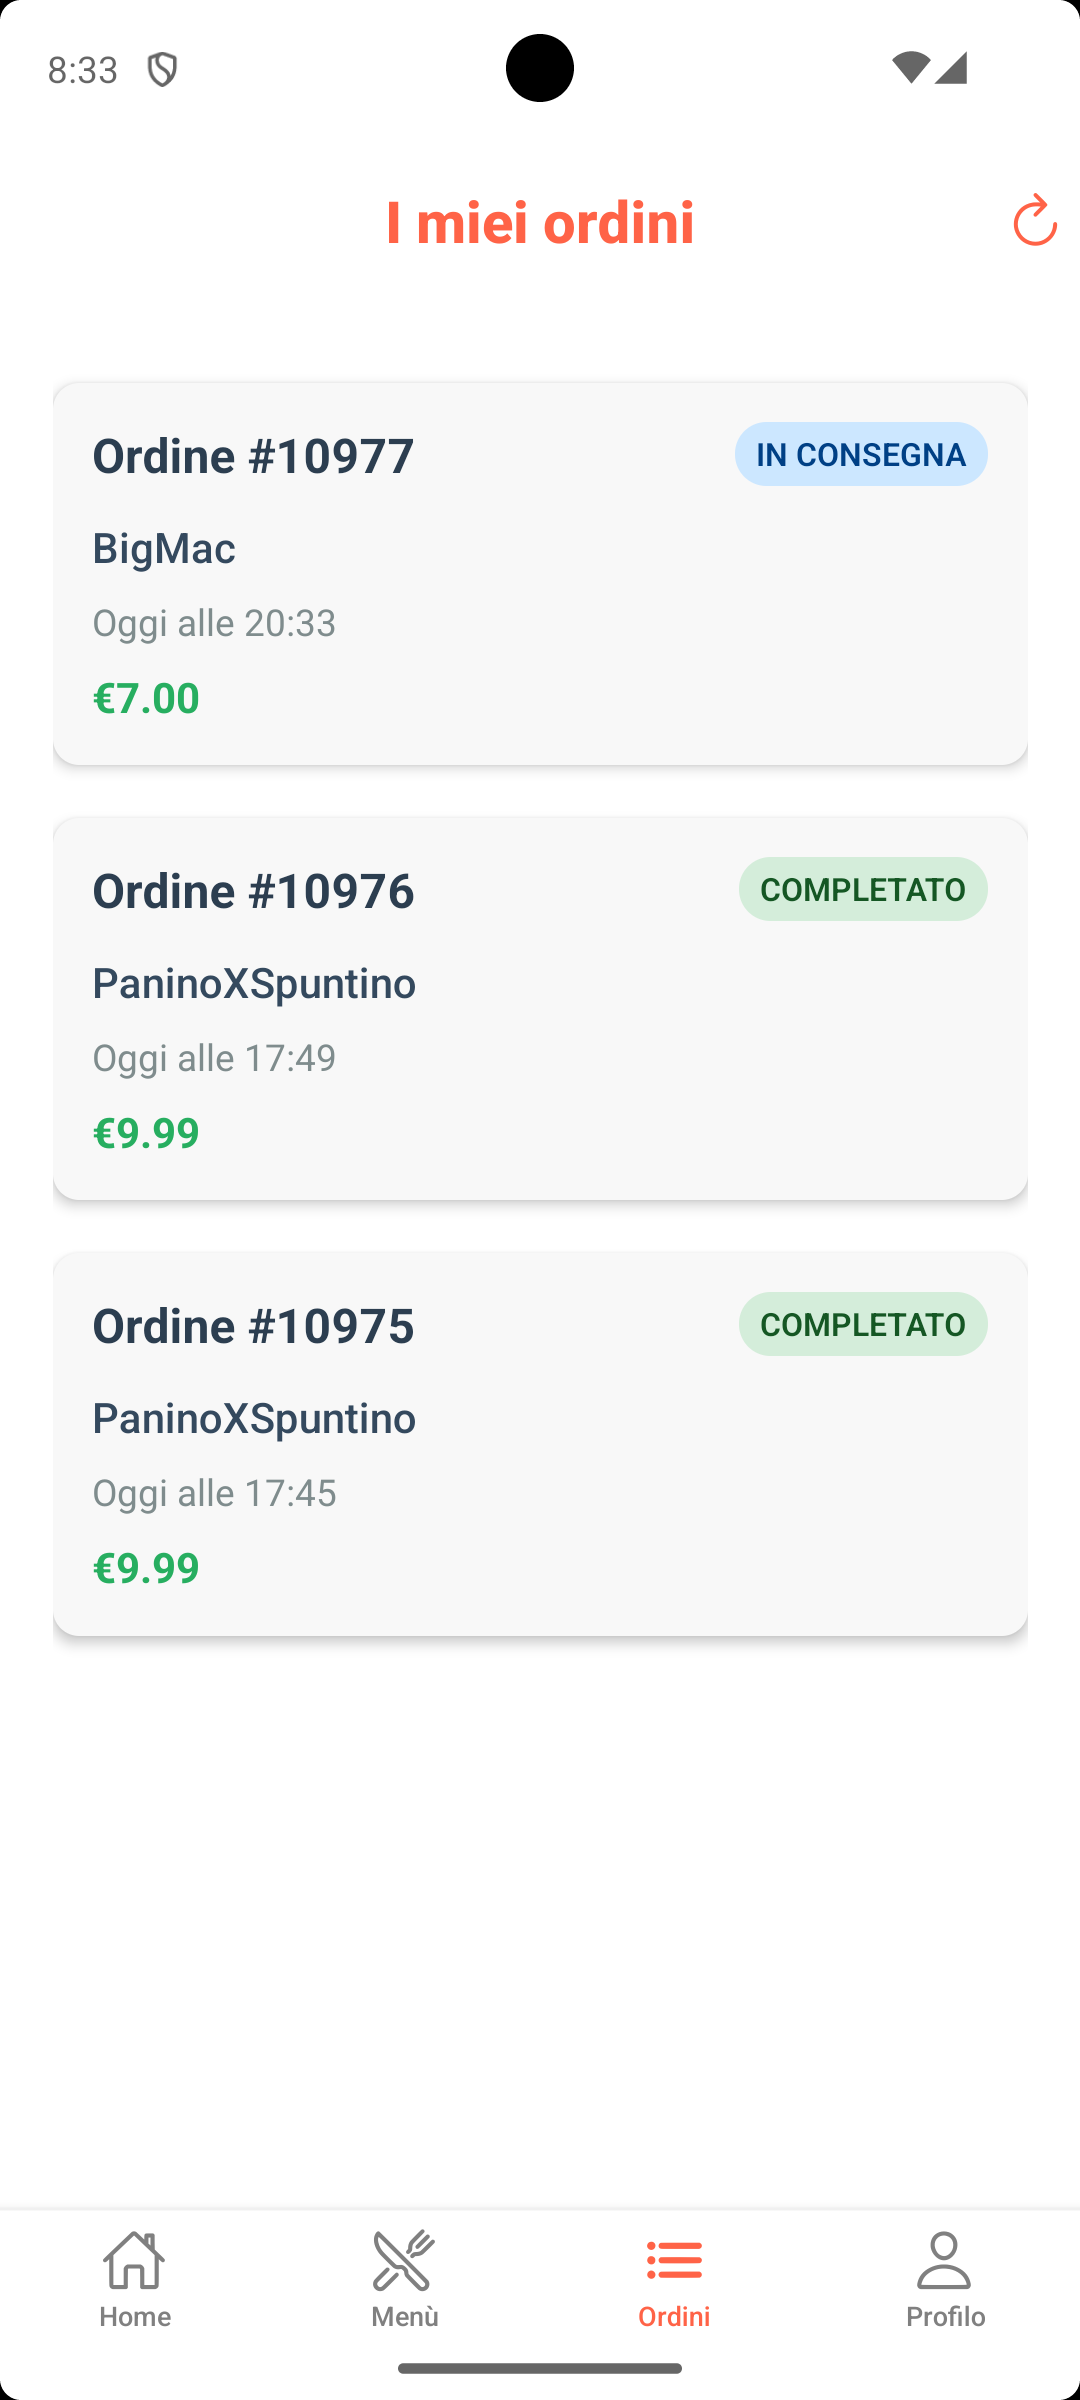 8:33
I miei ordini
Ordine #10977
IN CONSEGNA
BigMac
Oggi alle 20:33
€7.00
Ordine #10976
COMPLETATO
PaninoXSpuntino
Oggi alle 17:49
€9.99
Ordine #10975
COMPLETATO
PaninoXSpuntino
Oggi alle 17:45
€9.99
Home
Menù
Ordini
Profilo